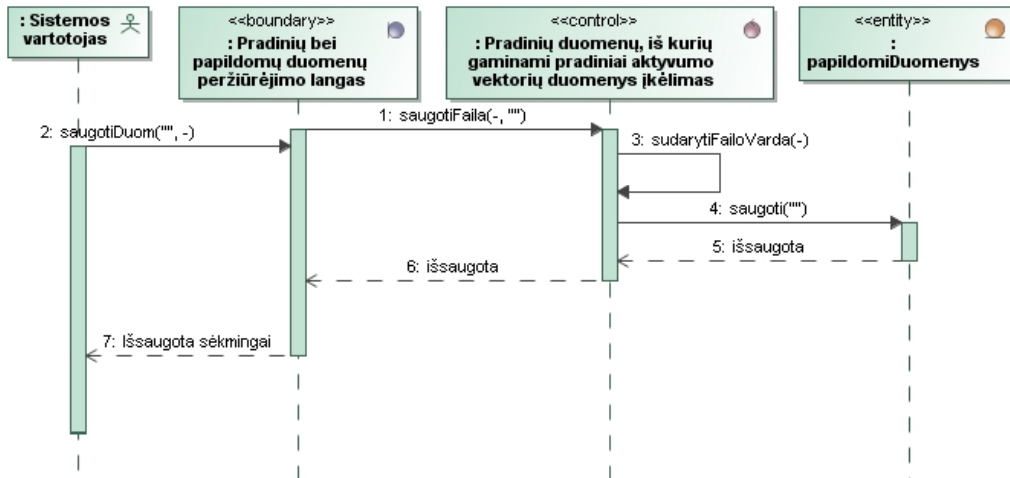 : Sistemos
vartotojas
<<boundary>>
: Pradinių bei
papildomų duomenų
peržiūrėjimo langas
<<control>>
: Pradinių duomenų, iš kurių
gaminami pradiniai aktyvumo
vektorių duomenys įkėlimas
<<entity>>
:
papildomiDuomenys
1: saugotiFaila(-, "")
2: saugotiDuom("", -)
3: sudarytiFailoVarda(-)
4: saugoti("")
5: išsaugota
6: išsaugota
7: Išsaugota sėkmingai